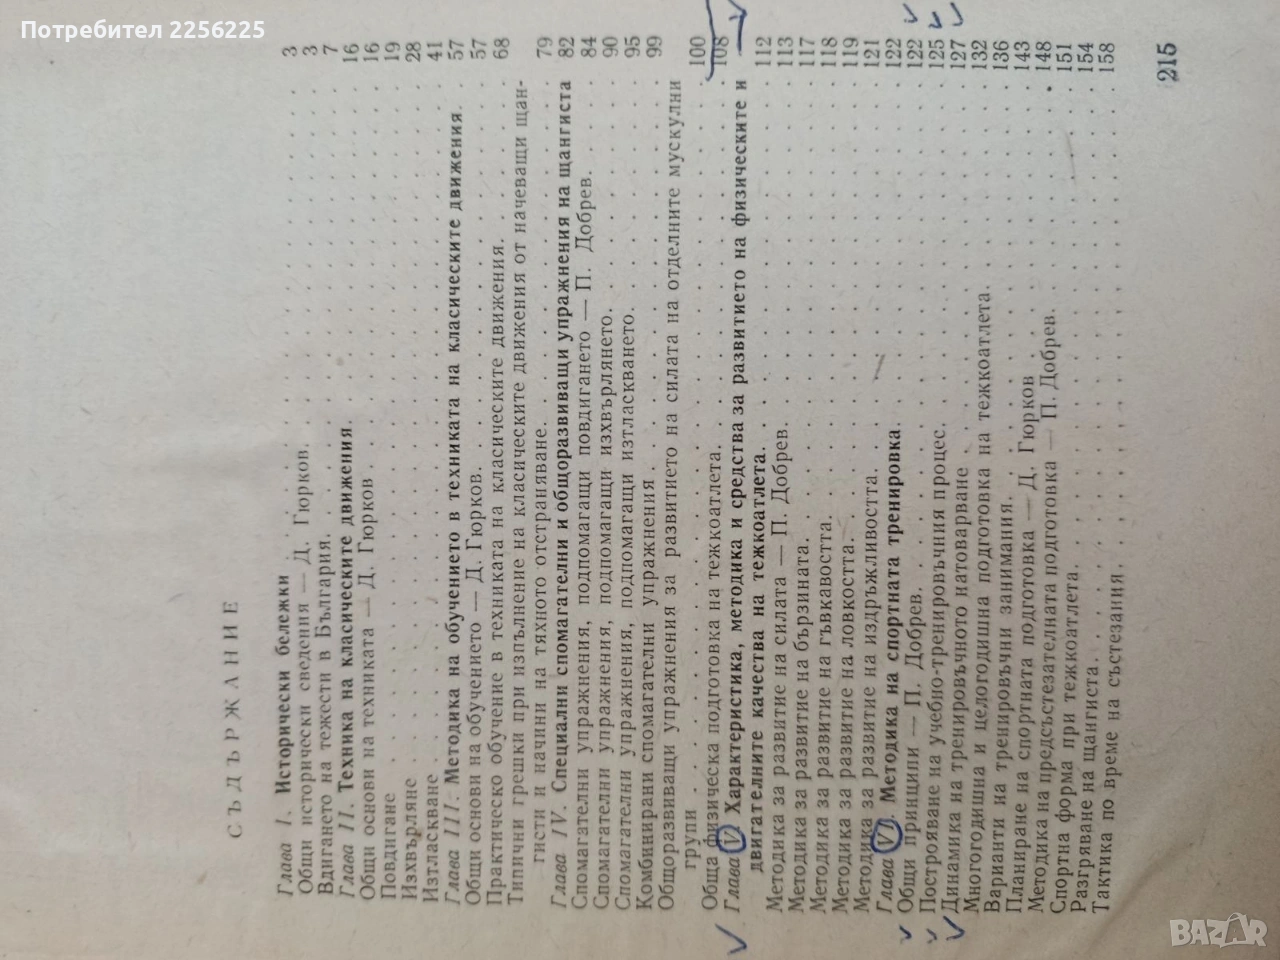 Потребител 2256225
СЪДЪРЖАНИЕ
Глава I. Исторически бележки . . . . . 3
Общи исторически сведения — Д. Гюрков . . . . . 3
Вдигането на тежести в България . . . . . 7
Глава II. Техника на класическите движения . . . . . 16
Общи основи на техниката — Д. Гюрков . . . . . 16
Повдигане . . . . . 19
Изхвърляне . . . . . 28
Изтласкване . . . . . 41
Глава III. Методика на обучението в техниката на класическите движения . 57
Общи основи на обучението — Д. Гюрков . . . . . 57
Практическо обучение в техниката на класическите движения . . . . . 68
Типични грешки при изпълнение на класическите движения от начеващи щан-
гисти и начини на тяхното отстраняване . . . . . 79
Глава IV. Специални спомагателни и общоразвиващи упражнения на щангиста 82
Спомагателни упражнения, подпомагащи повдигането — П. Добрев . . . . . 84
Спомагателни упражнения, подпомагащи изхвърлянето . . . . . 90
Спомагателни упражнения, подпомагащи изтласкването . . . . . 95
Комбинирани спомагателни упражнения . . . . . 99
Общоразвиващи упражнения за развитието на силата на отделните мускулни
групи . . . . . 100
Обща физическа подготовка на тежкоатлета . . . . . 108
Глава V. Характеристика, методика и средства за развитието на физическите и
двигателните качества на тежкоатлета . . . . . 112
Методика за развитие на силата — П. Добрев . . . . . 113
Методика за развитие на бързината . . . . . 117
Методика за развитие на гъвкавостта . . . . . 118
Методика за развитие на ловкостта . . . . . 119
Методика за развитие на издръжливостта . . . . . 121
Глава VI. Методика на спортната тренировка . . . . . 122
Общи принципи — П. Добрев . . . . . 122
Построяване на учебно-тренировъчния процес . . . . . 125
Динамика на тренировъчното натоварване . . . . . 127
Многогодишна и целогодишна подготовка на тежкоатлета . . . . . 132
Варианти на тренировъчни занимания . . . . . 136
Планиране на спортната подготовка — Д. Гюрков . . . . . 143
Методика на предсъстезателната подготовка — П. Добрев . . . . . 148
Спортна форма при тежкоатлета . . . . . 151
Разгряване на щангиста . . . . . 154
Тактика по време на състезания . . . . . 158
215
BAZAR